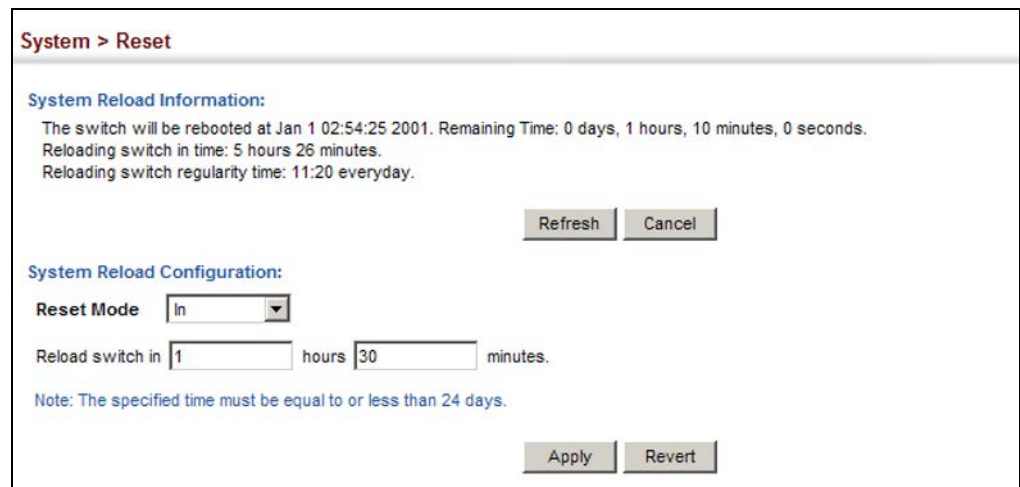 System > Reset
System Reload Information:
The switch will be rebooted at Jan 1 02:54:25 2001. Remaining Time: 0 days, 1 hours, 10 minutes, 0 seconds.
Reloading switch in time: 5 hours 26 minutes.
Reloading switch regularity time: 11:20 everyday.
Refresh Cancel
System Reload Configuration:
Reset Mode In
Reload switch in 1 hours 30 minutes.
Note: The specified time must be equal to or less than 24 days.
Apply Revert